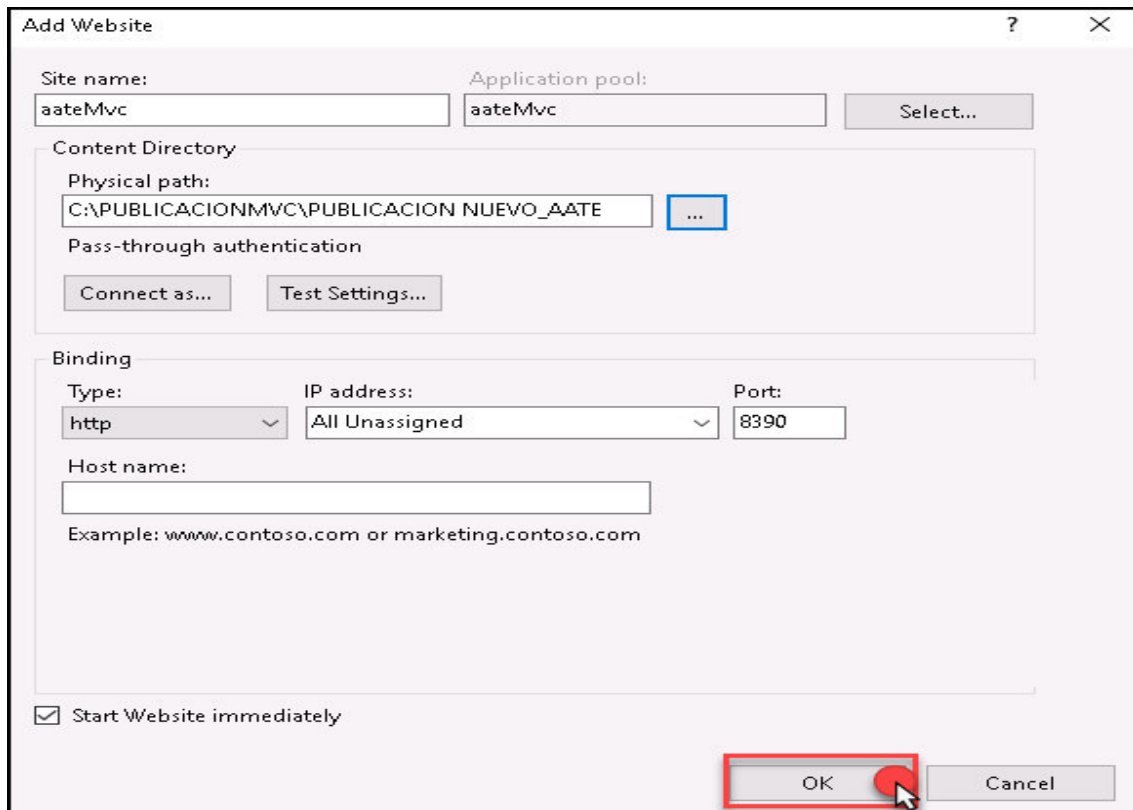 Add Website
?
Site name:
Application pool:
aateMvc
aateMvc
Select...
Content Directory
Physical path:
C:\PUBLICACIONMVC\PUBLICACION NUEVO_AATE
...
Pass-through authentication
Connect as...
Test Settings...
Binding
Type:
IP address:
Port:
http
All Unassigned
8390
Host name:
Example: www.contoso.com or marketing.contoso.com
Start Website immediately
OK
Cancel